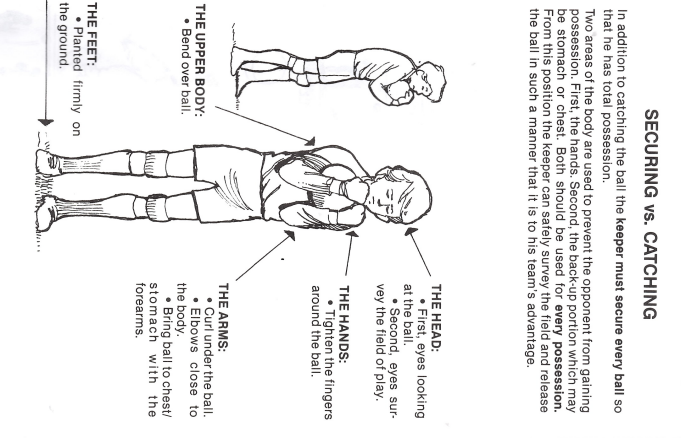 SECURING vs. CATCHING
In addition to catching the ball the keeper must secure every ball so
that he has total possession.
Two areas of the body are used to prevent the opponent from gaining
possession. First, the hands. Second, the back-up portion which may
be stomach or chest. Both should be used for every possession.
From this position the keeper can safely survey the field and release
the ball in such a manner that it is to his team's advantage.
THE HEAD:
• First, eyes looking
at the ball.
• Second, eyes sur-
vey the field of play.
THE HANDS:
• Tighten the fingers
around the ball.
THE ARMS:
• Curl under the ball.
• Elbows close to
the body.
• Bring ball to chest/
stomach with the
forearms.
THE UPPER BODY:
• Bend over ball.
THE FEET:
• Planted firmly on
the ground.